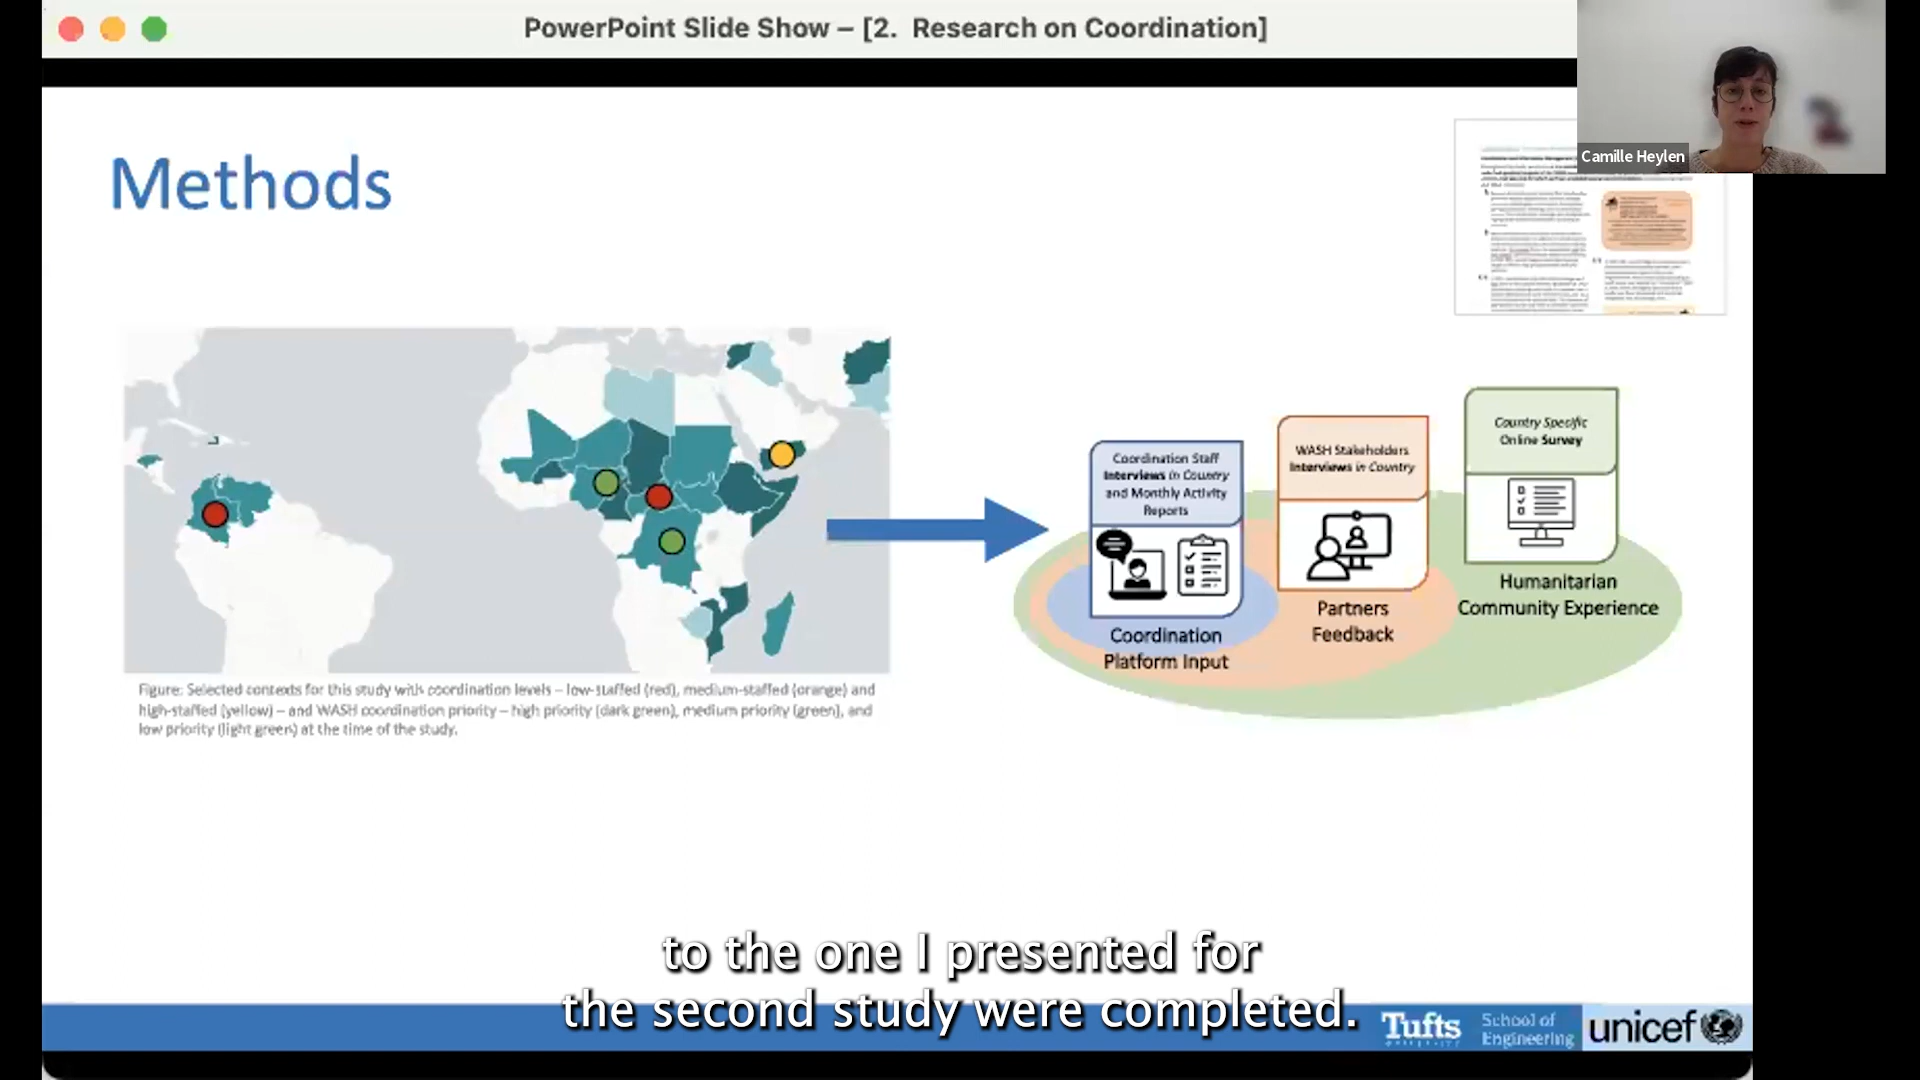 PowerPoint Slide Show – [2. Research on Coordination]
Camille Heylen
Methods
Coordination Staff
Interviews in Country
and Monthly Activity
Reports
WASH Stakeholders
Interviews in Country
Country Specific
Online Survey
Coordination
Platform Input
Partners
Feedback
Humanitarian
Community Experience
Figure: Selected contexts for this study with coordination levels – low-staffed (red), medium-staffed (orange) and
high-staffed (yellow) – and WASH coordination priority – high priority (dark green), medium priority (green), and
low priority (light green) at the time of the study.
to the one I presented for
the second study were completed.
Tufts
UNIVERSITY
School of
Engineering
unicef